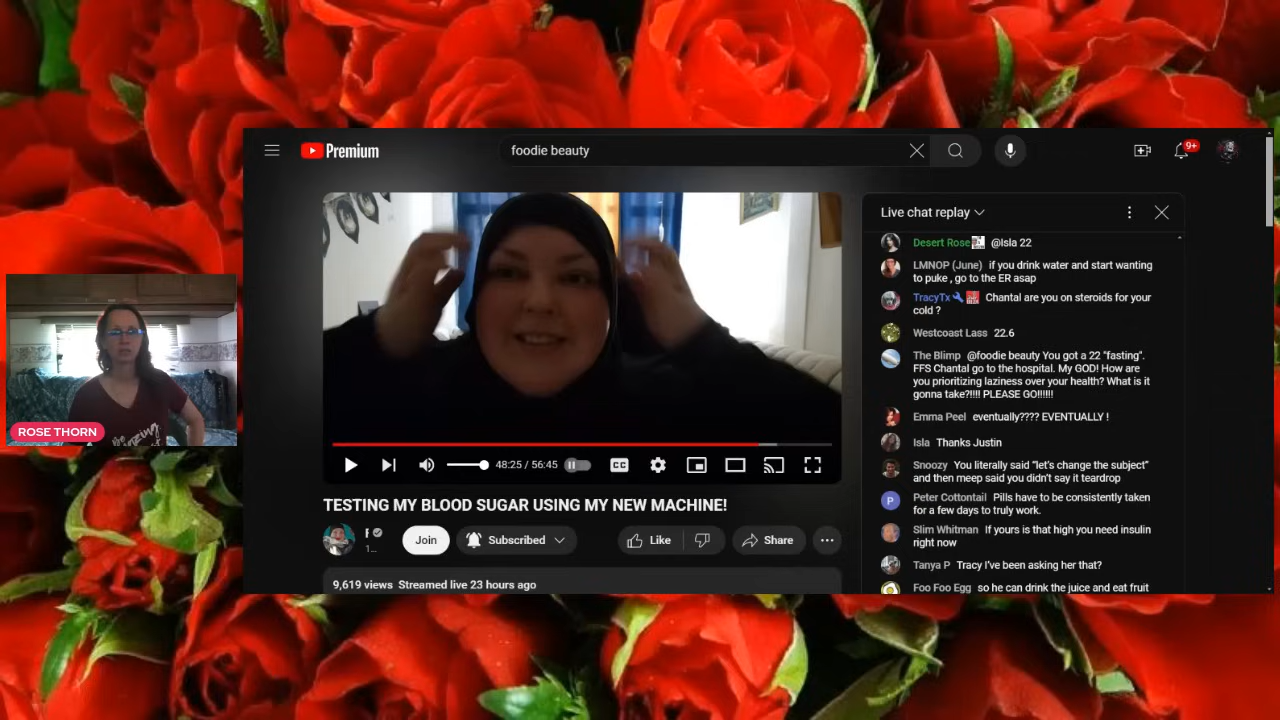 Premium
foodie beauty
9+
Live chat replay
Desert Rose @Isla 22
LMNOP (June) if you drink water and start wanting
to puke , go to the ER asap
TracyTx Chantal are you on steroids for your
cold ?
Westcoast Lass 22.6
The Blimp @foodie beauty You got a 22 "fasting".
FFS Chantal go to the hospital. My GOD! How are
you prioritizing laziness over your health? What is it
gonna take?!!!! PLEASE GO!!!!!!
Emma Peel eventually???? EVENTUALLY !
Isla Thanks Justin
Snoozy You literally said "let's change the subject"
and then meep said you didn't say it teardrop
P Peter Cottontail Pills have to be consistently taken
for a few days to truly work.
Slim Whitman If yours is that high you need insulin
right now
Tanya P Tracy I've been asking her that?
Foo Foo Egg so he can drink the juice and eat fruit
ROSE THORN
48:25 / 56:45
CC
TESTING MY BLOOD SUGAR USING MY NEW MACHINE!
1...
Join
Subscribed
Like
Share
9,619 views Streamed live 23 hours ago